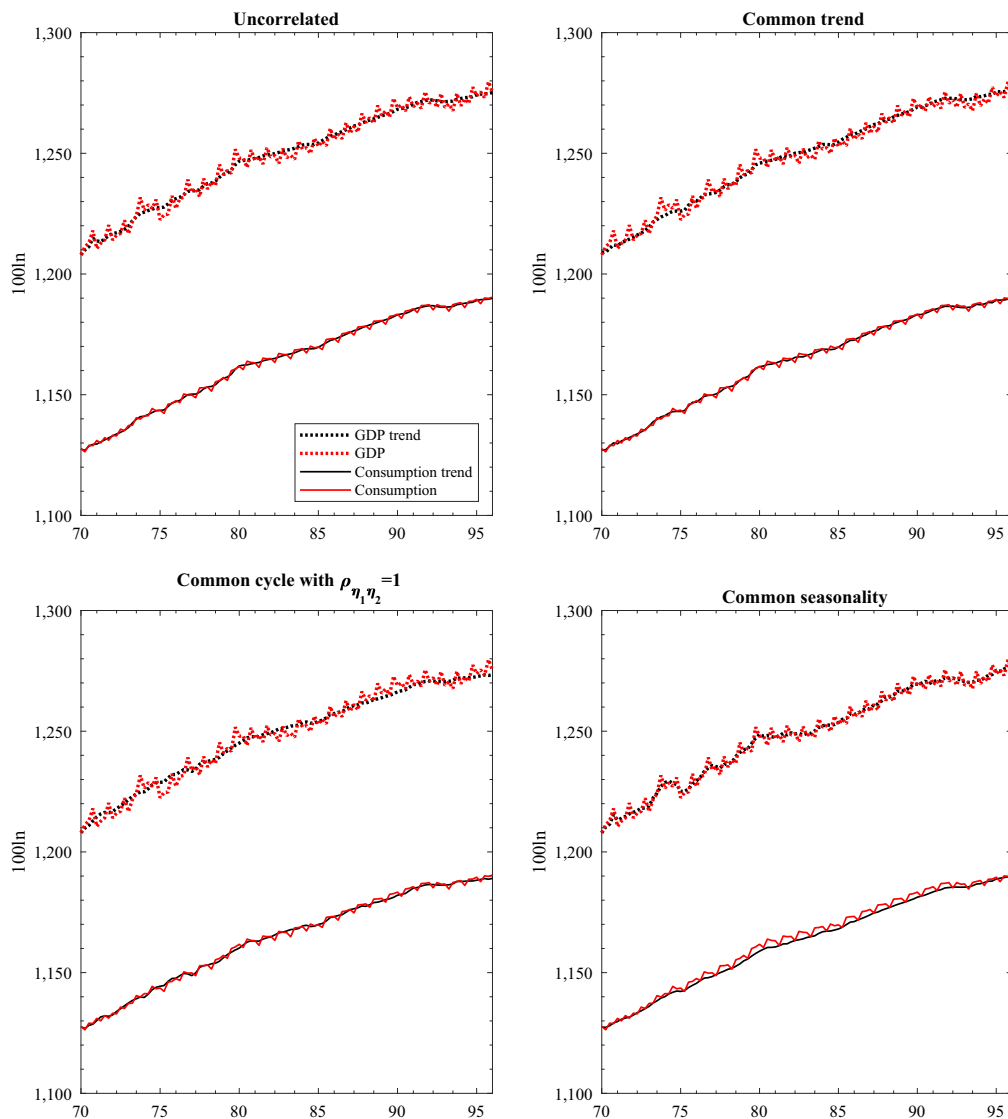 Uncorrelated
1,300
1,250
1,200
1,150
1,100
100ln
70 75 80 85 90 95
GDP trend
GDP
Consumption trend
Consumption
Common trend
1,300
1,250
1,200
1,150
1,100
100ln
70 75 80 85 90 95
Common cycle with ρη₁η₂=1
1,300
1,250
1,200
1,150
1,100
100ln
70 75 80 85 90 95
Common seasonality
1,300
1,250
1,200
1,150
1,100
100ln
70 75 80 85 90 95